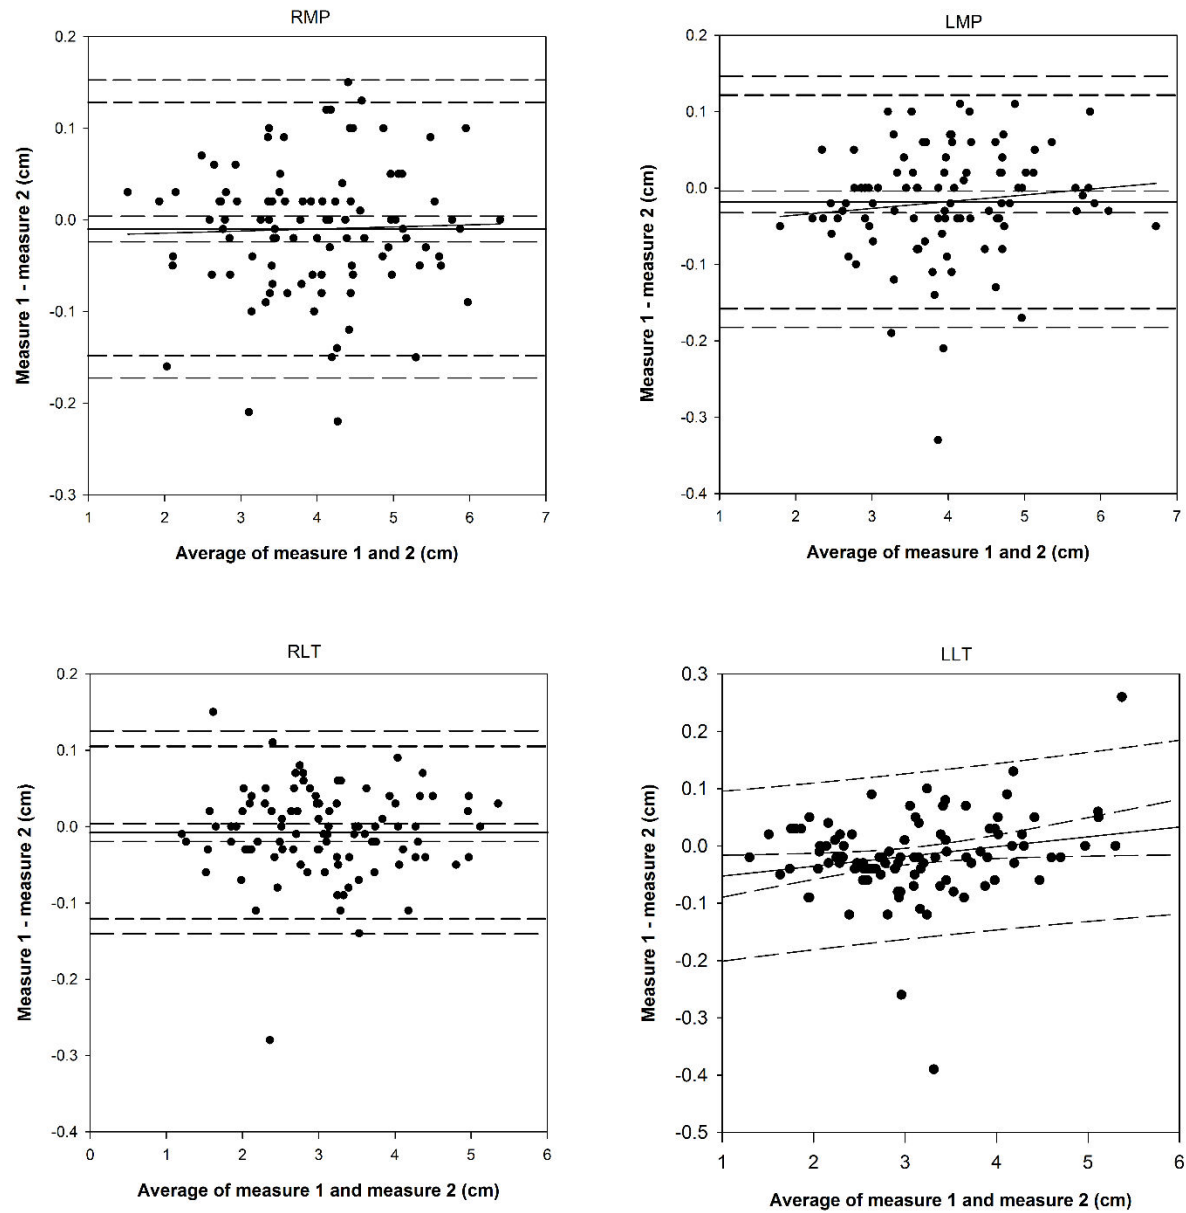 RMP
0.2
0.1
0.0
-0.1
-0.2
-0.3
1 2 3 4 5 6 7
Measure 1 - measure 2 (cm)
Average of measure 1 and 2 (cm)
LMP
0.2
0.1
0.0
-0.1
-0.2
-0.3
-0.4
1 2 3 4 5 6 7
Measure 1 - measure 2 (cm)
Average of measure 1 and 2 (cm)
RLT
0.2
0.1
0.0
-0.1
-0.2
-0.3
-0.4
0 1 2 3 4 5 6
Measure 1 - measure 2 (cm)
Average of measure 1 and measure 2 (cm)
LLT
0.3
0.2
0.1
0.0
-0.1
-0.2
-0.3
-0.4
-0.5
1 2 3 4 5 6
Measure 1 - measure 2 (cm)
Average of measure 1 and measure 2 (cm)